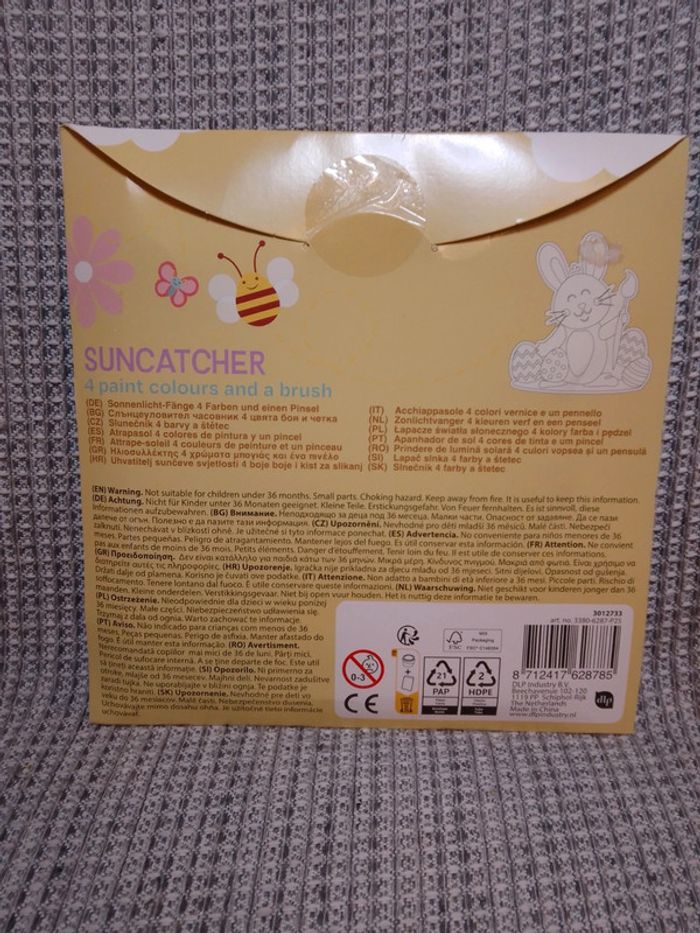 SUNCATCHER
4 paint colours and a brush
(DE) Sonnenlicht-Fänge 4 Farben und einen Pinsel
(BG) Слънцеуловител часовник 4 цвята боя и четка
(CZ) Slunečník 4 barvy a štětec
(ES) Atrapasol 4 colores de pintura y un pincel
(FR) Attrape-soleil 4 couleurs de peinture et un pinceau
(GR) Ηλιοσυλλέκτης 4 χρώματα μπογιάς και ένα πινέλο
(HR) Uhvatitelj sunčeve svjetlosti 4 boje boje i kist za slikanj
(IT) Acchiappasole 4 colori vernice e un pennello
(NL) Zonlichtvanger 4 kleuren verf en een penseel
(PL) Łapacze światła słonecznego 4 kolory farba i pędzel
(PT) Apanhador de sol 4 cores de tinta e um pincel
(RO) Prindere de lumină solară 4 culori vopsea și un pensulă
(SI) Lapač slnka 4 farby a štetec
(SK) Slnečník 4 farby a štetec
(EN) Warning. Not suitable for children under 36 months. Small parts. Choking hazard. Keep away from fire. It is useful to keep this information.
(DE) Achtung. Nicht für Kinder unter 36 Monaten geeignet. Kleine Teile. Erstickungsgefahr. Von Feuer fernhalten. Es ist sinnvoll, diese
Informationen aufzubewahren. (BG) Внимание. Неподходящо за деца под 36 месеца. Малки части. Опасност от задавяне. Да се пази
далече от огън. Полезно е да пазите тази информация. (CZ) Upozornění. Nevhodné pro děti mladší 36 měsíců. Malé části. Nebezpečí
zalknutí. Nenechávat v blízkosti ohně. Je užitečné si tyto informace ponechat. (ES) Advertencia. No conveniente para niños menores de 36
meses. Partes pequeñas. Peligro de atragantamiento. Mantener lejos del fuego. Es útil conservar esta información. (FR) Attention. Ne convient
pas aux enfants de moins de 36 mois. Petits éléments. Danger d'étouffement. Tenir loin du feu. Il est utile de conserver ces informations.
(GR) Προειδοποίηση. Δεν είναι κατάλληλο για παιδιά κάτω των 36 μηνών. Μικρά μέρη. Κίνδυνος πνιγμού. Μακριά από φωτιά. Είναι χρήσιμο να
διατηρείτε αυτές τις πληροφορίες. (HR) Upozorenje. Igračka nije prikladna za djecu mlađu od 36 mjeseci. Sitni dijelovi. Opasnost od gušenja.
Držati dalje od plamena. Korisno je čuvati ove podatke. (IT) Attenzione. Non adatto a bambini di età inferiore a 36 mesi. Piccole parti. Rischio di
soffocamento. Tenere lontano dal fuoco. È utile conservare queste informazioni. (NL) Waarschuwing. Niet geschikt voor kinderen jonger dan 36
maanden. Kleine onderdelen. Verstikkingsgevaar. Niet bij open vuur houden. Het is nuttig deze informatie te bewaren.
(PL) Ostrzeżenie. Nieodpowiednie dla dzieci w wieku poniżej
36 miesięcy. Małe części. Niebezpieczeństwo udławienia się.
Trzymaj z dala od ognia. Warto zachować te informacje.
(PT) Aviso. Não indicado para crianças com menos de 36
meses. Peças pequenas. Perigo de asfixia. Manter afastado do
fogo. É útil manter esta informação. (RO) Avertisment.
Nerecomandată copiilor mai mici de 36 luni. Părți mici.
Pericol de sufocare internă. A se ține departe de foc. Este util
să țineți această informație. (SI) Opozorilo. Ni primerno za
otroke, mlajše od 36 mesecev. Majhni deli. Nevarnost
zaradi tujka. Ne uporabljati v bližini ognja. Te podatke je
koristno hraniti. (SK) Upozornenie. Nevhodné pre deti vo
veku do 36 mesiacov. Malé časti. Nebezpečenstvo dusenia.
Uchovávajte mimo dosahu ohňa. Je užitočné si tieto informácie
uchovať.
0-3
CE
FSC
MIX
Packaging
FSC® C148084
21
PAP
2
HDPE
3012733
art. no. 3380-6287-P25
8 712417 628785
DLP Industry B.V.
Beechavenue 102-120
1119 PP Schiphol-Rijk
The Netherlands
Made in China
www.dlpindustry.nl
dlp